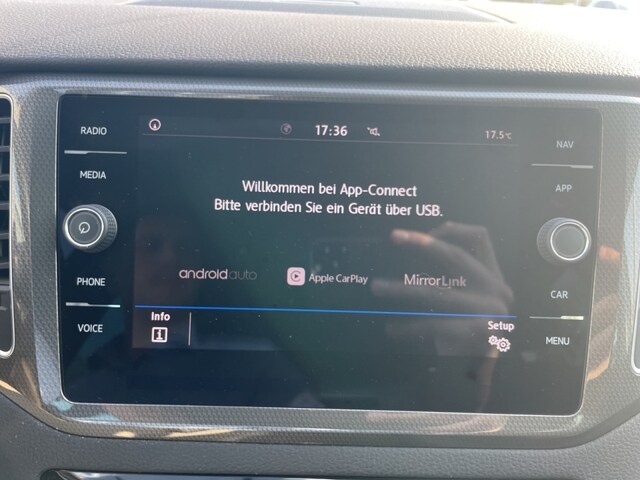 RADIO
MEDIA
PHONE
VOICE
17:36
17.5°C
Willkommen bei App-Connect
Bitte verbinden Sie ein Gerät über USB.
androidauto
Apple CarPlay
MirrorLink
Info
Setup
NAV
APP
CAR
MENU